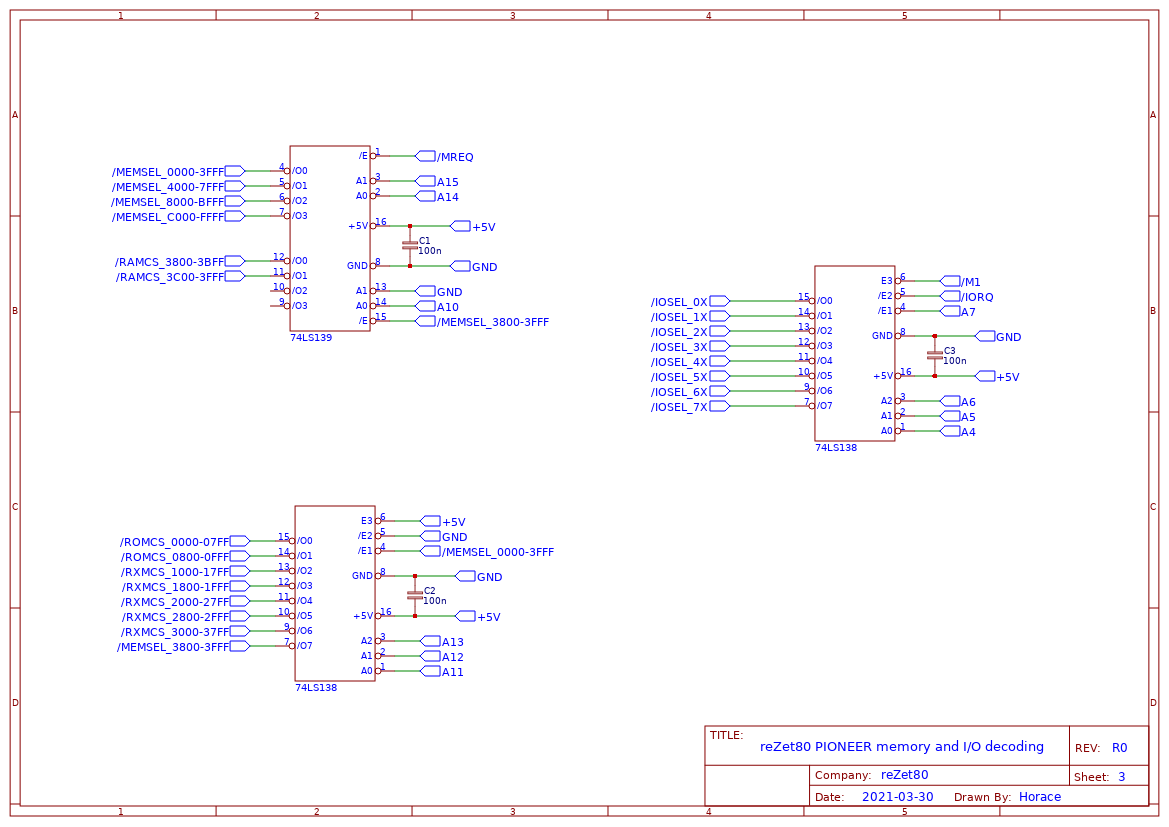 1 2 3 4 5
A A
B B
C C
D D
/MEMSEL_0000-3FFF 4 /O0
/MEMSEL_4000-7FFF 5 /O1
/MEMSEL_8000-BFFF 6 /O2
/MEMSEL_C000-FFFF 7 /O3
/RAMCS_3800-3BFF 12 /O0
/RAMCS_3C00-3FFF 11 /O1
10 /O2
9 /O3
/E 1 /MREQ
A1 3 A15
A0 2 A14
+5V 16 +5V
C1
100n
GND 8 GND
A1 13 GND
A0 14 A10
/E 15 /MEMSEL_3800-3FFF
74LS139
/IOSEL_0X 15 /O0
/IOSEL_1X 14 /O1
/IOSEL_2X 13 /O2
/IOSEL_3X 12 /O3
/IOSEL_4X 11 /O4
/IOSEL_5X 10 /O5
/IOSEL_6X 9 /O6
/IOSEL_7X 7 /O7
E3 6 /M1
/E2 5 /IORQ
/E1 4 A7
GND 8 GND
C3
100n
+5V 16 +5V
A2 3 A6
A1 2 A5
A0 1 A4
74LS138
/ROMCS_0000-07FF 15 /O0
/ROMCS_0800-0FFF 14 /O1
/RXMCS_1000-17FF 13 /O2
/RXMCS_1800-1FFF 12 /O3
/RXMCS_2000-27FF 11 /O4
/RXMCS_2800-2FFF 10 /O5
/RXMCS_3000-37FF 9 /O6
/MEMSEL_3800-3FFF 7 /O7
E3 6 +5V
/E2 5 GND
/E1 4 /MEMSEL_0000-3FFF
GND 8 GND
C2
100n
+5V 16 +5V
A2 3 A13
A1 2 A12
A0 1 A11
74LS138
TITLE:
reZet80 PIONEER memory and I/O decoding
REV: R0
Company: reZet80
Sheet: 3
Date: 2021-03-30 Drawn By: Horace
1 2 3 4 5